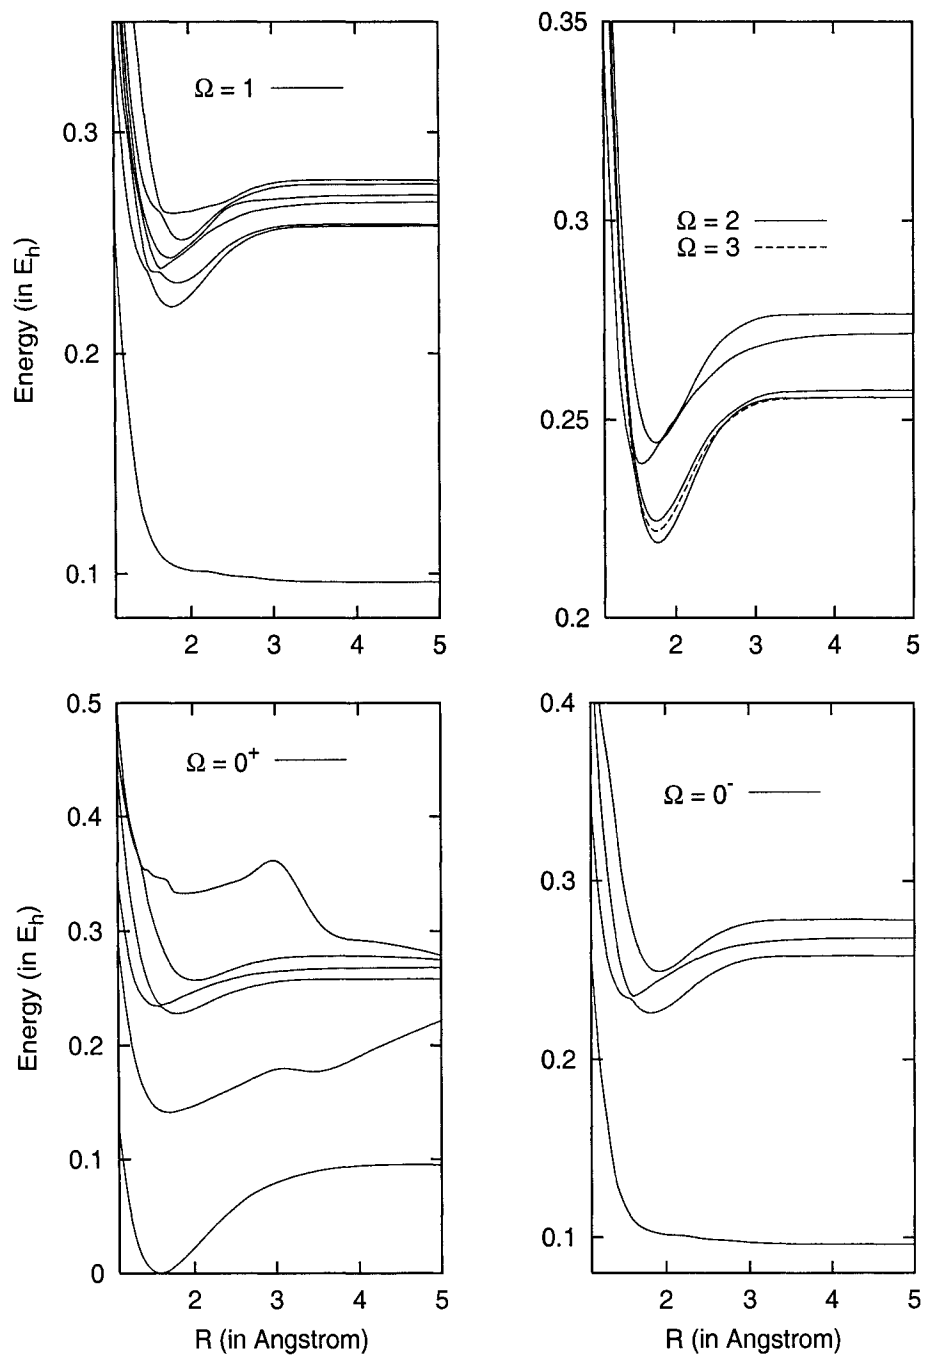 Ω = 1
0.3
0.2
0.1
2 3 4 5
Energy (in E_h)
0.35
0.3
0.25
0.2
Ω = 2
Ω = 3
2 3 4 5
0.5
0.4
0.3
0.2
0.1
0
Ω = 0⁺
Energy (in E_h)
2 3 4 5
R (in Angstrom)
0.4
0.3
0.2
0.1
Ω = 0⁻
2 3 4 5
R (in Angstrom)